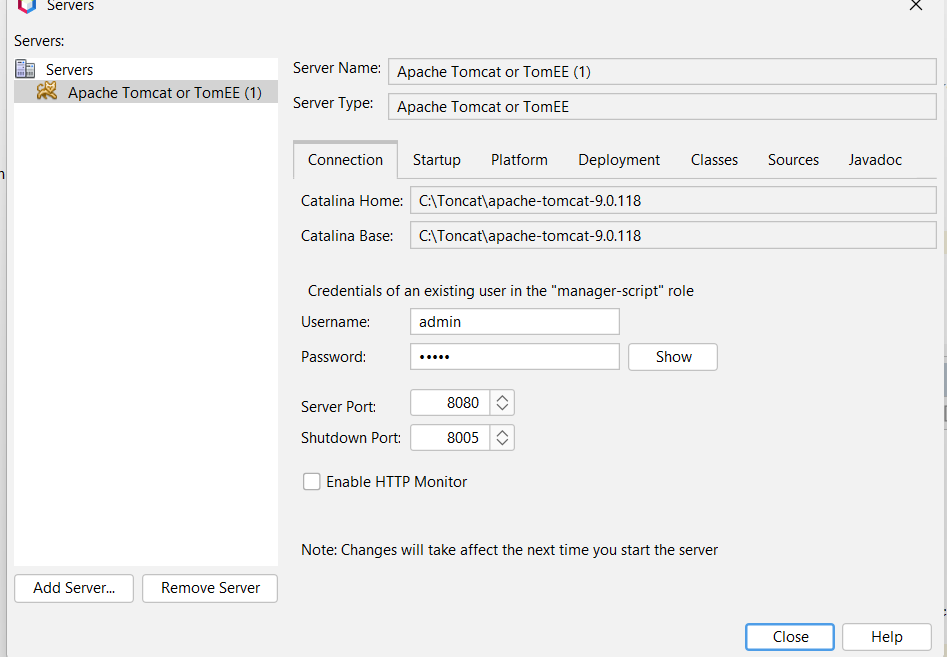 Servers
Servers:
Servers
Apache Tomcat or TomEE (1)
Server Name: Apache Tomcat or TomEE (1)
Server Type: Apache Tomcat or TomEE
Connection Startup Platform Deployment Classes Sources Javadoc
Catalina Home: C:\Toncat\apache-tomcat-9.0.118
Catalina Base: C:\Toncat\apache-tomcat-9.0.118
Credentials of an existing user in the "manager-script" role
Username: admin
Password: •••••  Show
Server Port: 8080
Shutdown Port: 8005
Enable HTTP Monitor
Note: Changes will take affect the next time you start the server
Add Server... Remove Server
Close Help